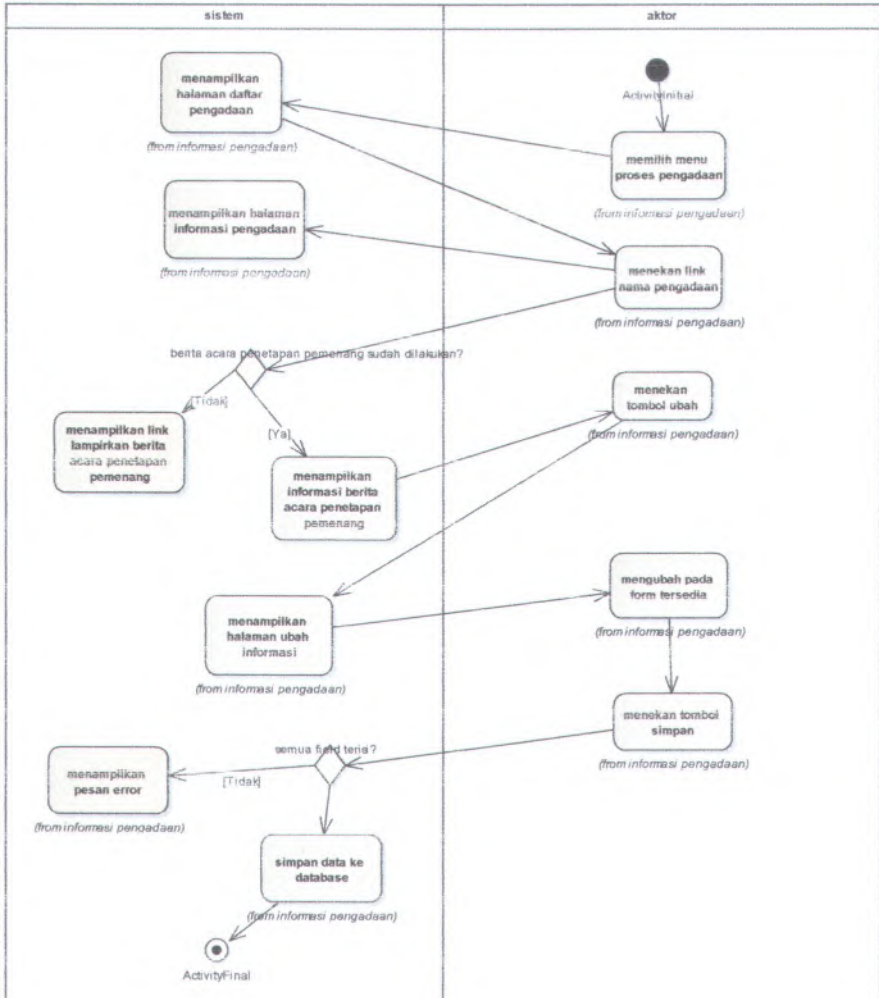 sistem
aktor
menampilkan
halaman daftar
pengadaan
(from informasi pengadaan)
ActivityInitial
memilih menu
proses pengadaan
(from informasi pengadaan)
menampilkan halaman
informasi pengadaan
(from informasi pengadaan)
menekan link
nama pengadaan
(from informasi pengadaan)
berita acara penetapan pemenang sudah dilakukan?
[Tidak]
[Ya]
menampilkan link
lampirkan berita
acara penetapan
pemenang
menampilkan
informasi berita
acara penetapan
pemenang
menekan
tombol ubah
(from informasi pengadaan)
menampilkan
halaman ubah
informasi
(from informasi pengadaan)
mengubah pada
form tersedia
(from informasi pengadaan)
menekan tombol
simpan
(from informasi pengadaan)
semua field terisi?
[Tidak]
menampilkan
pesan error
(from informasi pengadaan)
simpan data ke
database
(from informasi pengadaan)
ActivityFinal